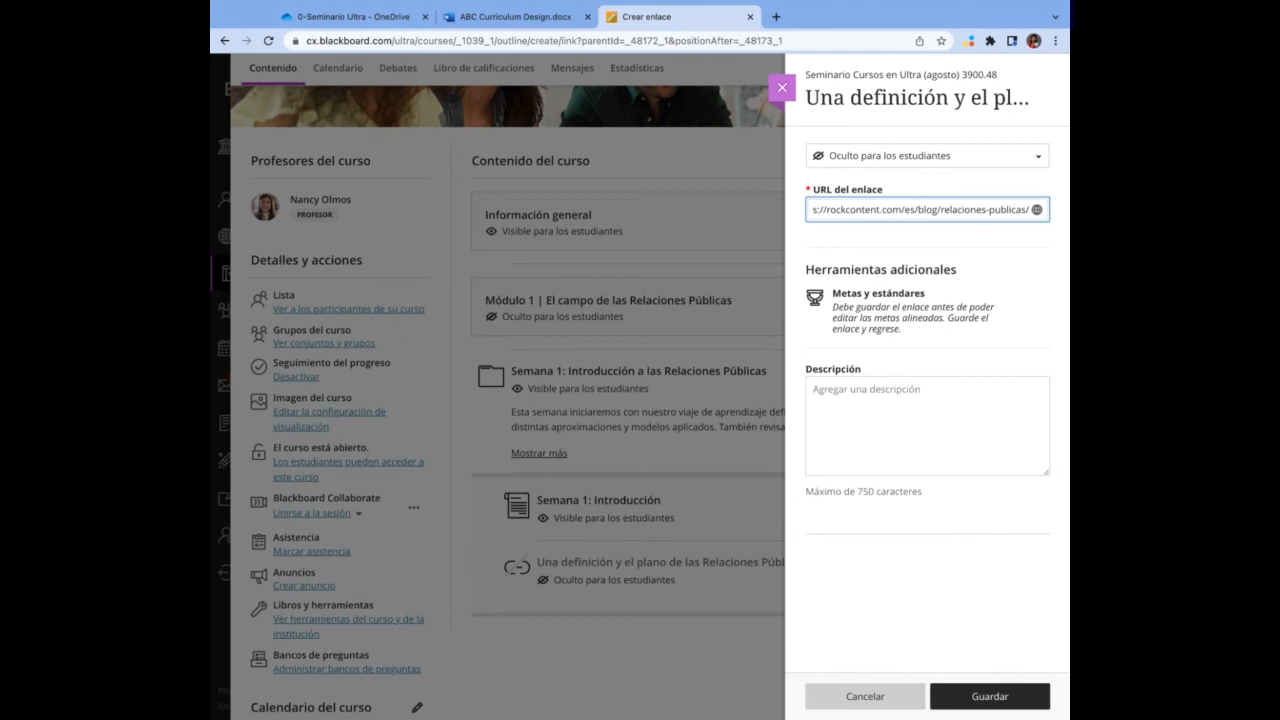 0-Seminario Ultra - OneDrive
ABC Curriculum Design.docx
Crear enlace
cx.blackboard.com/ultra/courses/_1039_1/outline/create/link?parentId=_48172_1&positionAfter=_48173_1
Contenido
Calendario
Debates
Libro de calificaciones
Mensajes
Estadísticas
Profesores del curso
Nancy Olmos
PROFESOR
Detalles y acciones
Lista
Ver a los participantes de su curso
Grupos del curso
Ver conjuntos y grupos
Seguimiento del progreso
Desactivar
Imagen del curso
Editar la configuración de
visualización
El curso está abierto.
Los estudiantes pueden acceder a
este curso
Blackboard Collaborate
Unirse a la sesión
Asistencia
Marcar asistencia
Anuncios
Crear anuncio
Libros y herramientas
Ver herramientas del curso y de la
institución
Bancos de preguntas
Administrar bancos de preguntas
Calendario del curso
Contenido del curso
Información general
Visible para los estudiantes
Módulo 1 | El campo de las Relaciones Públicas
Oculto para los estudiantes
Semana 1: Introducción a las Relaciones Públicas
Visible para los estudiantes
Esta semana iniciaremos con nuestro viaje de aprendizaje def
distintas aproximaciones y modelos aplicados. También revisa
Mostrar más
Semana 1: Introducción
Visible para los estudiantes
Una definición y el plano de las Relaciones Públ
Oculto para los estudiantes
Seminario Cursos en Ultra (agosto) 3900.48
Una definición y el pl...
Oculto para los estudiantes
* URL del enlace
s://rockcontent.com/es/blog/relaciones-publicas/
Herramientas adicionales
Metas y estándares
Debe guardar el enlace antes de poder
editar las metas alineadas. Guarde el
enlace y regrese.
Descripción
Agregar una descripción
Máximo de 750 caracteres
Cancelar
Guardar